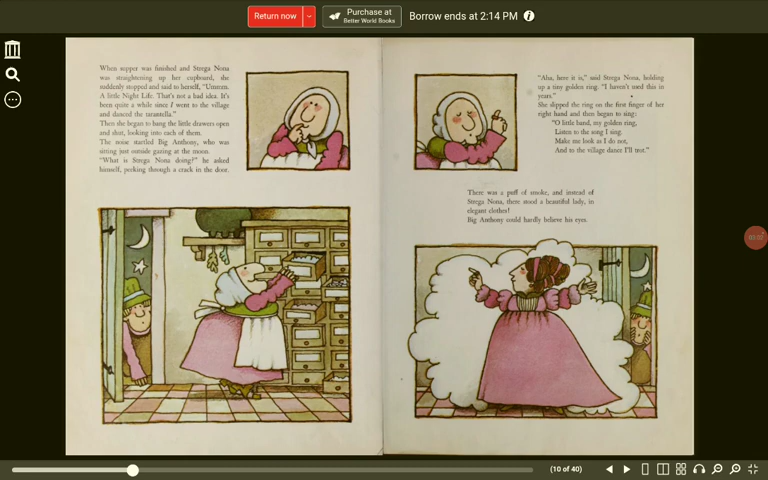 Return now
Purchase at
Better World Books
Borrow ends at 2:14 PM
When supper was finished and Strega Nona
was straightening up her cupboard, she
suddenly stopped and said to herself, "Ummm.
A little Night Life. That's not a bad idea. It's
been quite a while since I went to the village
and danced the tarantella."
Then she began to bang the little drawers open
and shut, looking into each of them.
The noise startled Big Anthony, who was
sitting just outside gazing at the moon.
"What is Strega Nona doing?" he asked
himself, peeking through a crack in the door.
"Aha, here it is," said Strega Nona, holding
up a tiny golden ring. "I haven't used this in
years."
She slipped the ring on the first finger of her
right hand and then began to sing:
"O little band, my golden ring,
Listen to the song I sing.
Make me look as I do not,
And to the village dance I'll trot."
There was a puff of smoke, and instead of
Strega Nona, there stood a beautiful lady, in
elegant clothes!
Big Anthony could hardly believe his eyes.
(10 of 40)